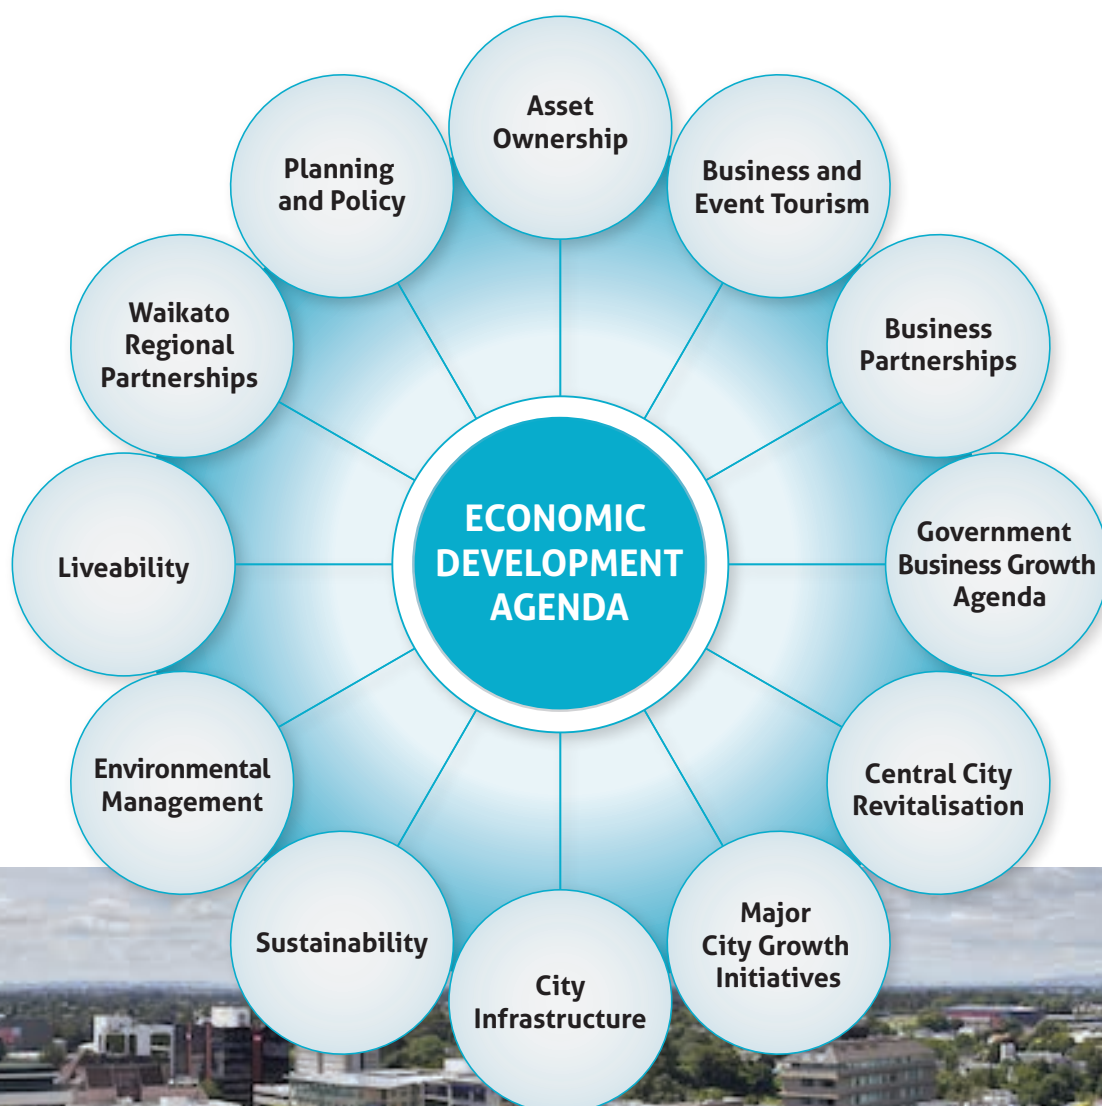 Asset
Ownership
Business and
Event Tourism
Business
Partnerships
Government
Business Growth
Agenda
Central City
Revitalisation
Major
City Growth
Initiatives
City
Infrastructure
Sustainability
Environmental
Management
Liveability
Waikato
Regional
Partnerships
Planning
and Policy
ECONOMIC
DEVELOPMENT
AGENDA